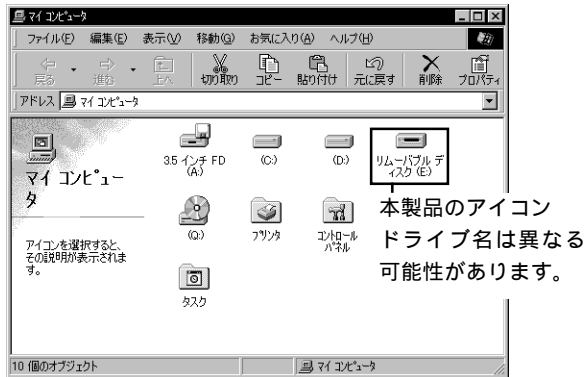 マイ コンピュータ
ファイル(F) 編集(E) 表示(V) 移動(G) お気に入り(A) ヘルプ(H)
戻る 進む 上へ 切り取り コピー 貼り付け 元に戻す 削除 プロパティ
アドレス マイ コンピュータ
マイ コンピュータ
アイコンを選択すると、
その説明が表示されま
す。
3.5 インチ FD
(A:)
(C:)
(D:)
リムーバブル デ
ィスク (E:)
(Q:)
プリンタ
コントロール
パネル
タスク
本製品のアイコン
ドライブ名は異なる
可能性があります。
10 個のオブジェクト
マイ コンピュータ